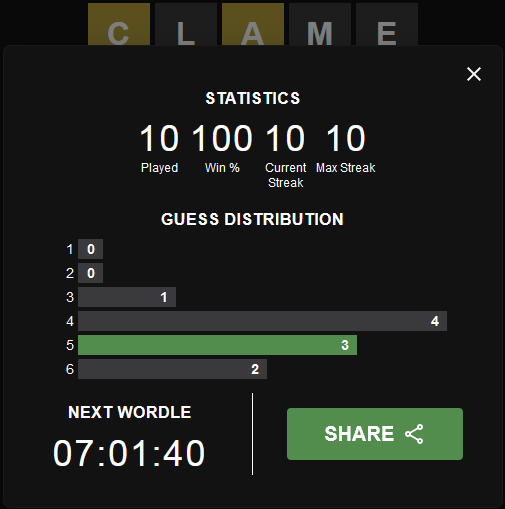 C L A M E
STATISTICS
10 100 10 10
Played Win % Current Streak Max Streak
GUESS DISTRIBUTION
1 0
2 0
3 1
4 4
5 3
6 2
NEXT WORDLE
07:01:40
SHARE